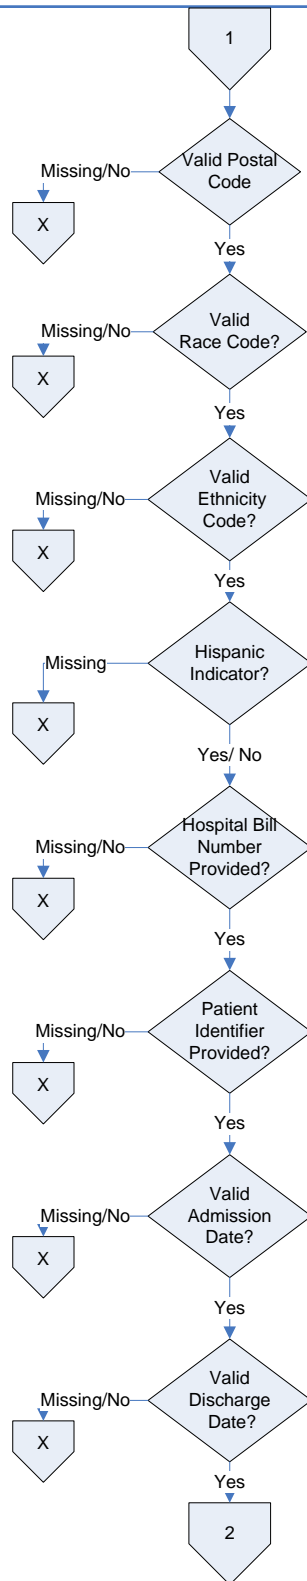 1
Valid Postal
Code
Missing/No
X
Yes
Valid
Race Code?
Missing/No
X
Yes
Valid
Ethnicity
Code?
Missing/No
X
Yes
Hispanic
Indicator?
Missing
X
Yes/ No
Hospital Bill
Number
Provided?
Missing/No
X
Yes
Patient
Identifier
Provided?
Missing/No
X
Yes
Valid
Admission
Date?
Missing/No
X
Yes
Valid
Discharge
Date?
Missing/No
X
Yes
2